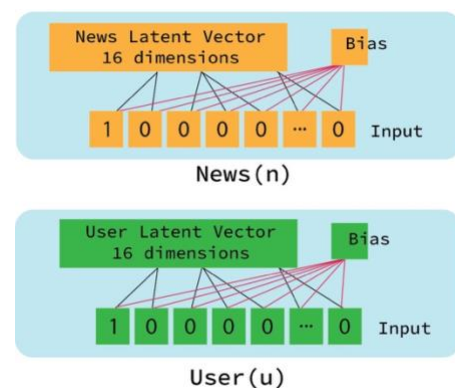 News Latent Vector
16 dimensions
Bias
1 0 0 0 0 ... 0 Input
News(n)
User Latent Vector
16 dimensions
Bias
1 0 0 0 0 ... 0 Input
User(u)